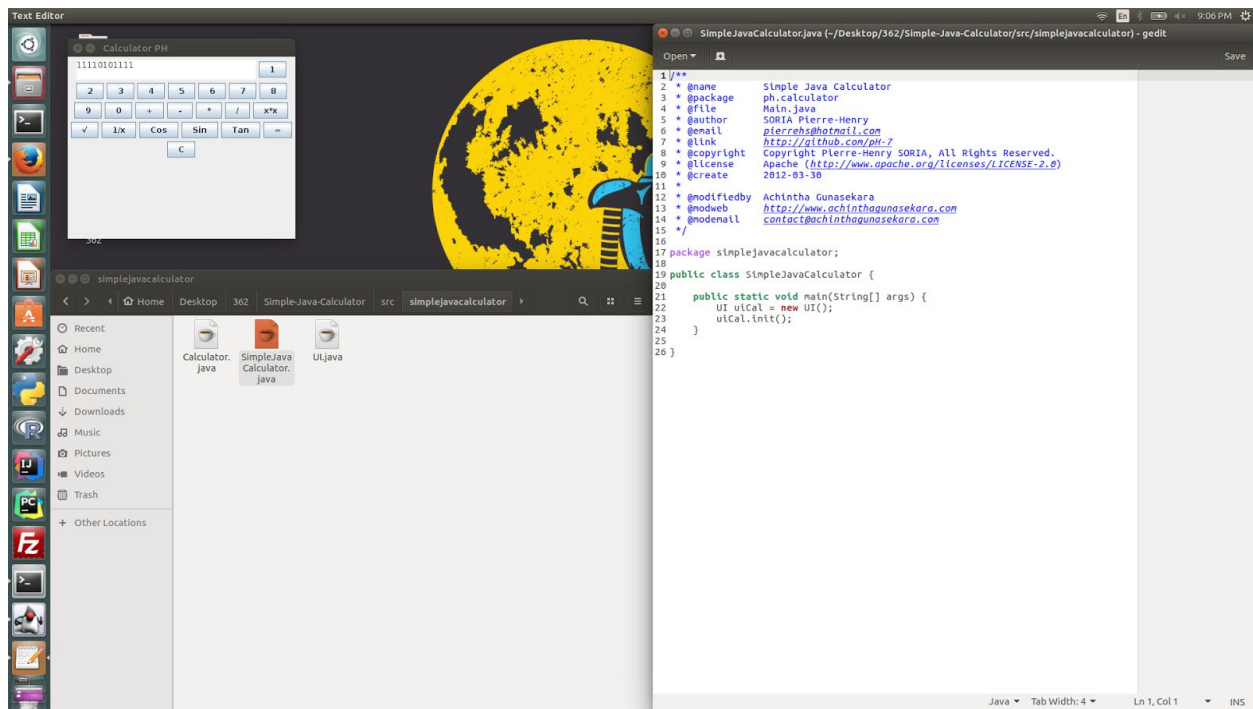 Text Editor
En
9:06 PM
Calculator PH
11110101111
1
2 3 4 5 6 7 8
9 0 + - * / x*x
√ 1/x Cos Sin Tan =
C
362
simplejavacalculator
Home Desktop 362 Simple-Java-Calculator src simplejavacalculator
Recent
Home
Desktop
Documents
Downloads
Music
Pictures
Videos
Trash
+ Other Locations
Calculator.
java
SimpleJava
Calculator.
java
UI.java
SimpleJavaCalculator.java (~/Desktop/362/Simple-Java-Calculator/src/simplejavacalculator) - gedit
Open
Save
1 /**
2 * @name Simple Java Calculator
3 * @package ph.calculator
4 * @file Main.java
5 * @author SORIA Pierre-Henry
6 * @email pierrehs@hotmail.com
7 * @link http://github.com/pH-7
8 * @copyright Copyright Pierre-Henry SORIA, All Rights Reserved.
9 * @license Apache (http://www.apache.org/licenses/LICENSE-2.0)
10 * @create 2012-03-30
11 *
12 * @modifiedby Achintha Gunasekara
13 * @modweb http://www.achinthagunasekara.com
14 * @modemail contact@achinthagunasekara.com
15 */
16
17 package simplejavacalculator;
18
19 public class SimpleJavaCalculator {
20
21 public static void main(String[] args) {
22 UI uiCal = new UI();
23 uiCal.init();
24 }
25
26 }
Java Tab Width: 4 Ln 1, Col 1 INS
IJ
PC
Fz
R
A